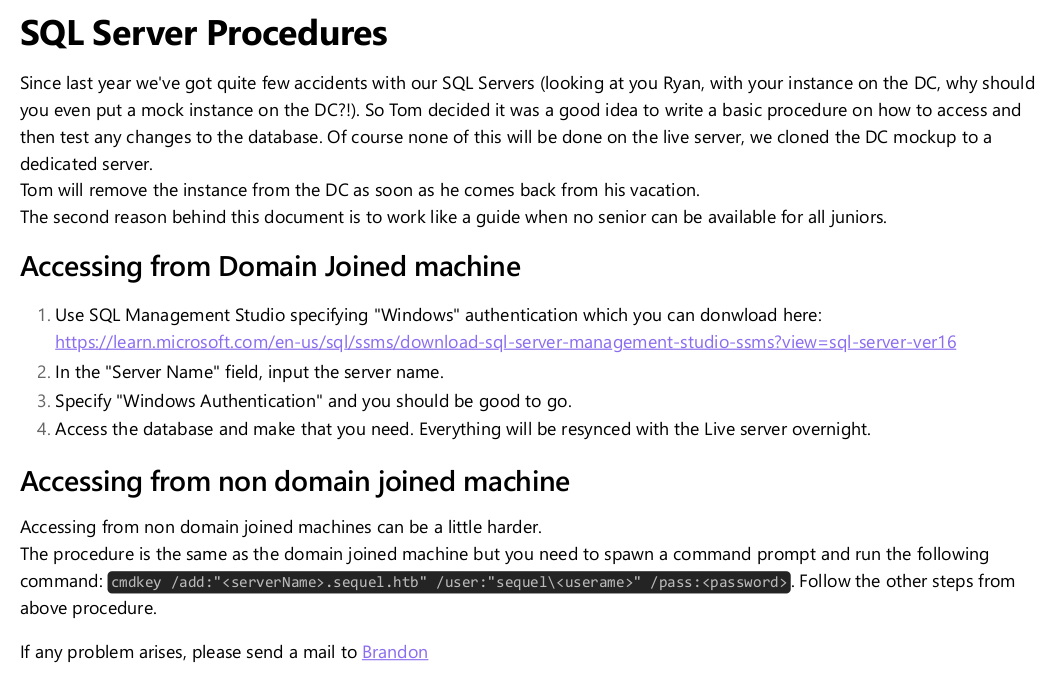 SQL Server Procedures
Since last year we've got quite few accidents with our SQL Servers (looking at you Ryan, with your instance on the DC, why should
you even put a mock instance on the DC?!). So Tom decided it was a good idea to write a basic procedure on how to access and
then test any changes to the database. Of course none of this will be done on the live server, we cloned the DC mockup to a
dedicated server.
Tom will remove the instance from the DC as soon as he comes back from his vacation.
The second reason behind this document is to work like a guide when no senior can be available for all juniors.
Accessing from Domain Joined machine
1. Use SQL Management Studio specifying "Windows" authentication which you can donwload here:
https://learn.microsoft.com/en-us/sql/ssms/download-sql-server-management-studio-ssms?view=sql-server-ver16
2. In the "Server Name" field, input the server name.
3. Specify "Windows Authentication" and you should be good to go.
4. Access the database and make that you need. Everything will be resynced with the Live server overnight.
Accessing from non domain joined machine
Accessing from non domain joined machines can be a little harder.
The procedure is the same as the domain joined machine but you need to spawn a command prompt and run the following
command: cmdkey /add:"<serverName>.sequel.htb" /user:"sequel\<userame>" /pass:<password>. Follow the other steps from
above procedure.
If any problem arises, please send a mail to Brandon